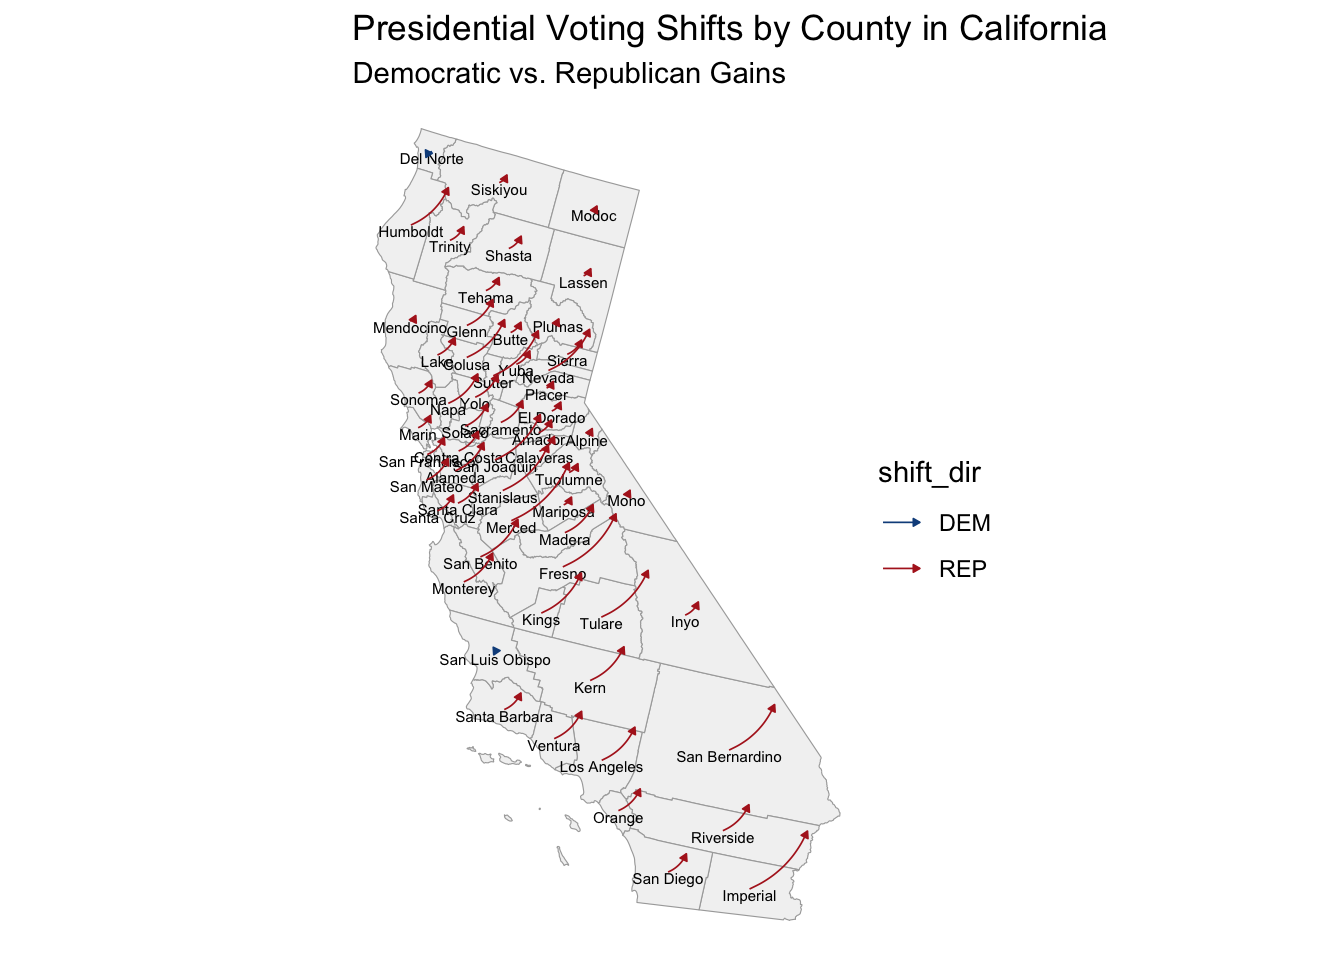 Presidential Voting Shifts by County in California
Democratic vs. Republican Gains
Del Norte
Siskiyou
Modoc
Humboldt
Trinity
Shasta
Lassen
Tehama
Mendocino
Glenn
Plumas
Butte
Lake
Colusa
Sierra
Yuba
Nevada
Sutter
Placer
Sonoma
Yolo
Napa
El Dorado
Sacramento
Marin
Solano
Amador
Alpine
San Francisco
Contra Costa
Calaveras
San Joaquin
Alameda
Tuolumne
San Mateo
Stanislaus
Mono
Santa Clara
Mariposa
Santa Cruz
Merced
Madera
San Benito
Fresno
Monterey
Kings
Tulare
Inyo
San Luis Obispo
Kern
Santa Barbara
Ventura
Los Angeles
San Bernardino
Orange
Riverside
San Diego
Imperial
shift_dir
DEM
REP